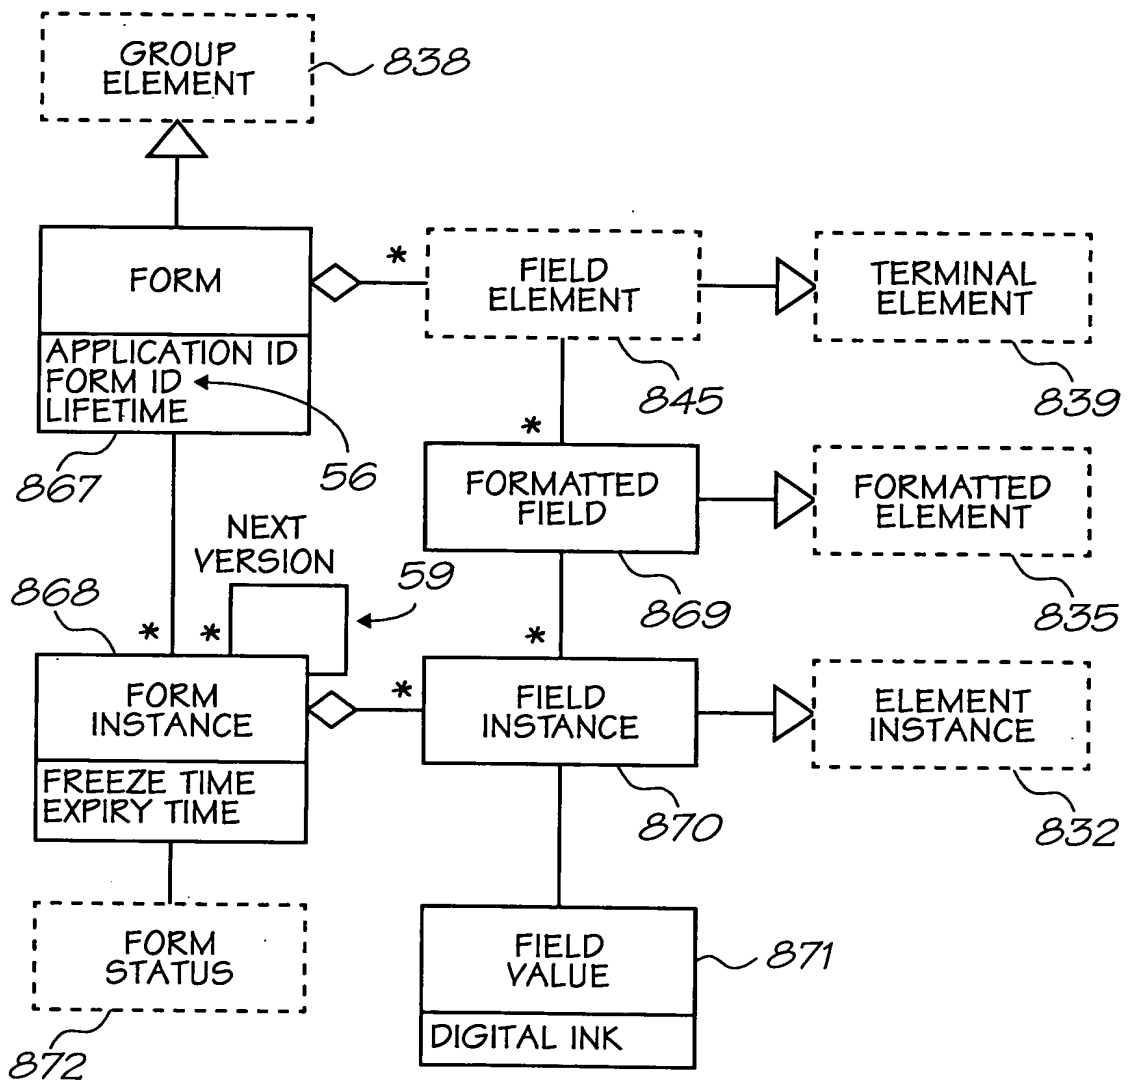 GROUP
ELEMENT
838
FORM
*
FIELD
ELEMENT
TERMINAL
ELEMENT
APPLICATION ID
FORM ID
LIFETIME
845
839
867
56
*
FORMATTED
FIELD
FORMATTED
ELEMENT
NEXT
VERSION
59
868
869
835
*
*
*
FORM
INSTANCE
*
FIELD
INSTANCE
ELEMENT
INSTANCE
FREEZE TIME
EXPIRY TIME
870
832
FORM
STATUS
FIELD
VALUE
871
872
DIGITAL INK